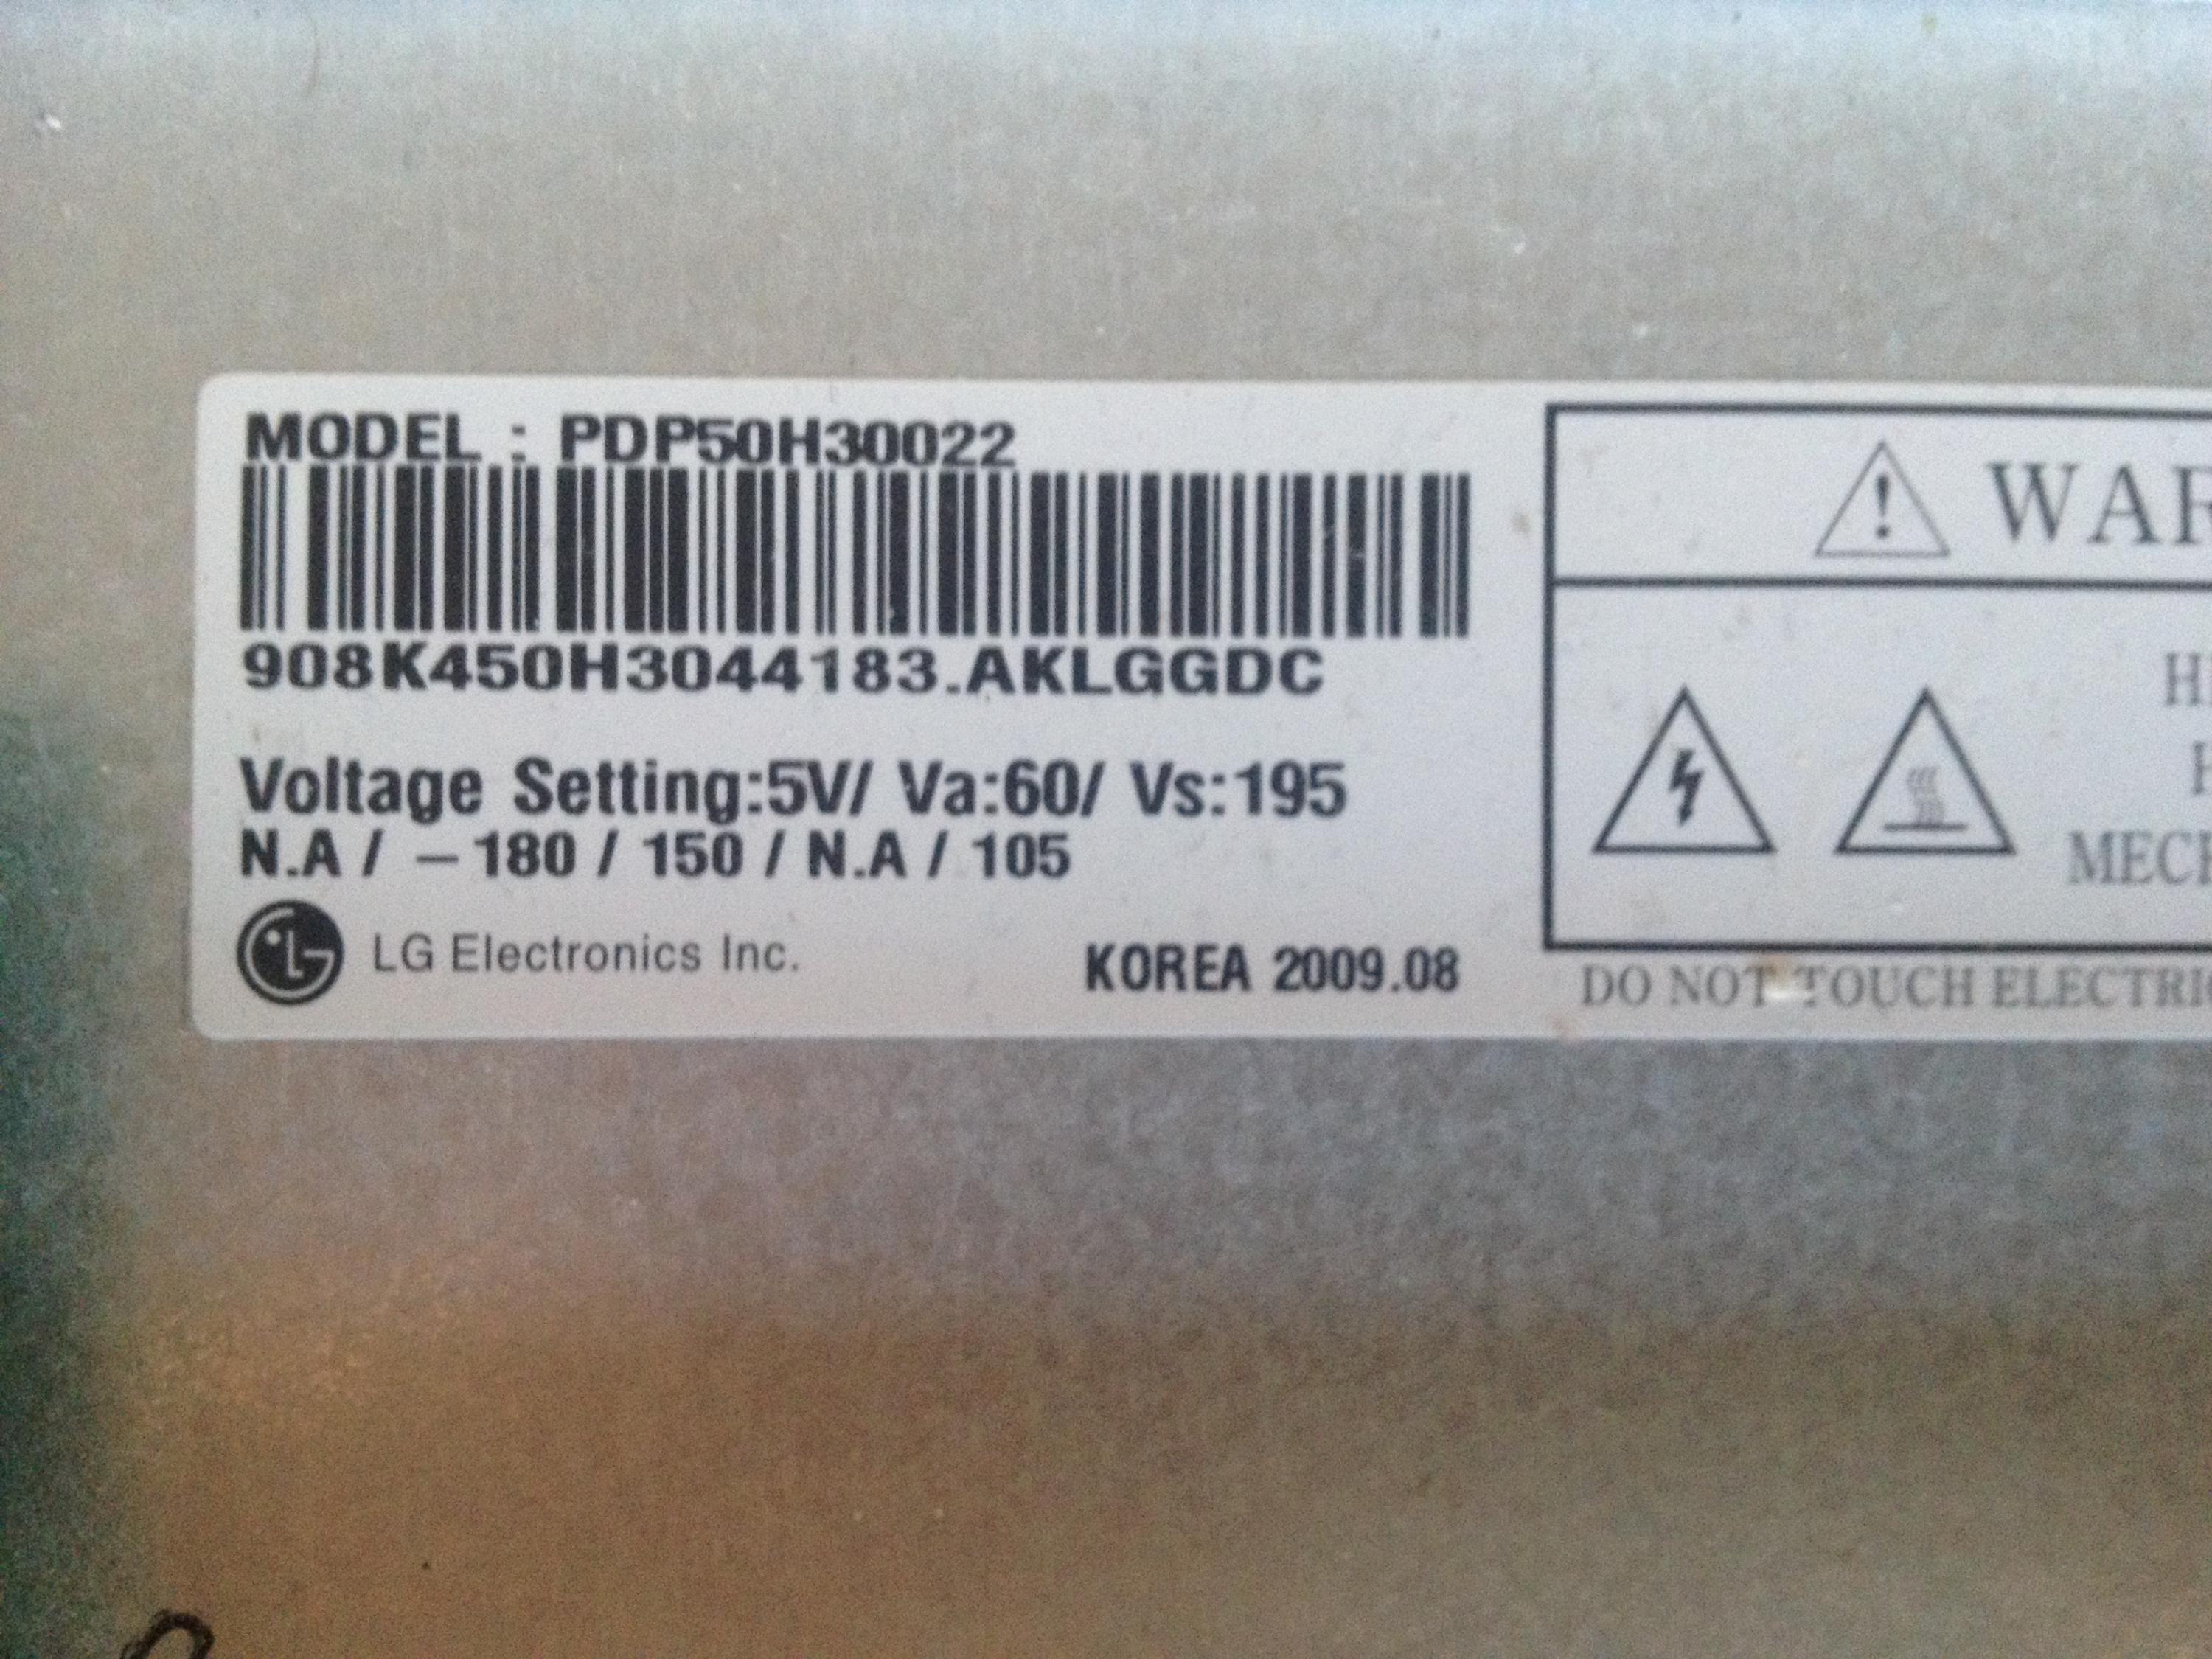 MODEL : PDP50H30022
908K450H3044183.AKLGGDC
Voltage Setting:5V/ Va:60/ Vs:195
N.A / -180 / 150 / N.A / 105
LG Electronics Inc.
KOREA 2009.08
DO NOT TOUCH